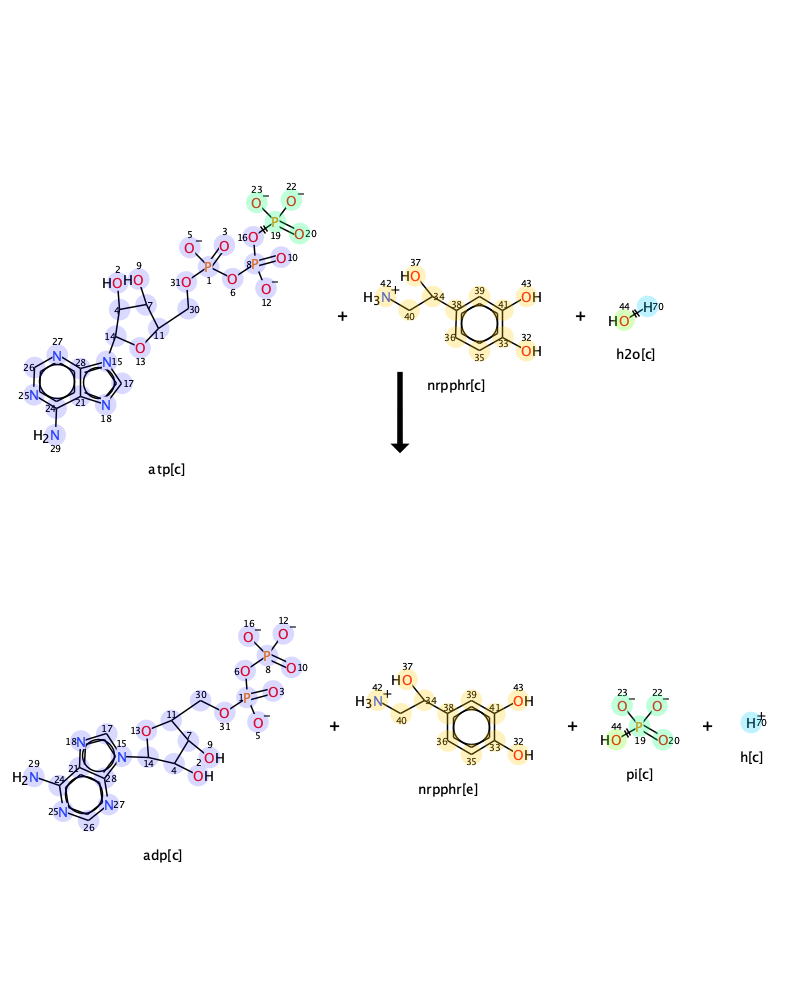 23 O− 22 O−
5 O− 3 O 16 O P 19 O 20
2 HO 9 HO 31 O P 1 O 6 P 8 O 10 O− 12
37 HO 39 43 OH
42 H₃N+ 40 34 38 41
44 HO H 70
4 7 30 11 14 O 13
+ + 
36 35 33 32 OH
27 N 28 N 15 17 26 25 N 24 21 N 18
H₂N 29
h2o[c]
nrpphr[c]
atp[c]
16 O− 12 O−
6 O P 8 O 10
1 P O 3 O− 5
30 31 O 11 13 O 7 9 OH 2 OH 4 14
18 N 17 15 N 21 28 24 N 27 25 N 26
29 H₂N
+ + +
37 HO 39 43 OH
42 H₃N+ 40 34 38 41
36 35 33 32 OH
23 O− 22 O−
44 HO P 19 O 20
H+ 70
h[c]
pi[c]
nrpphr[e]
adp[c]